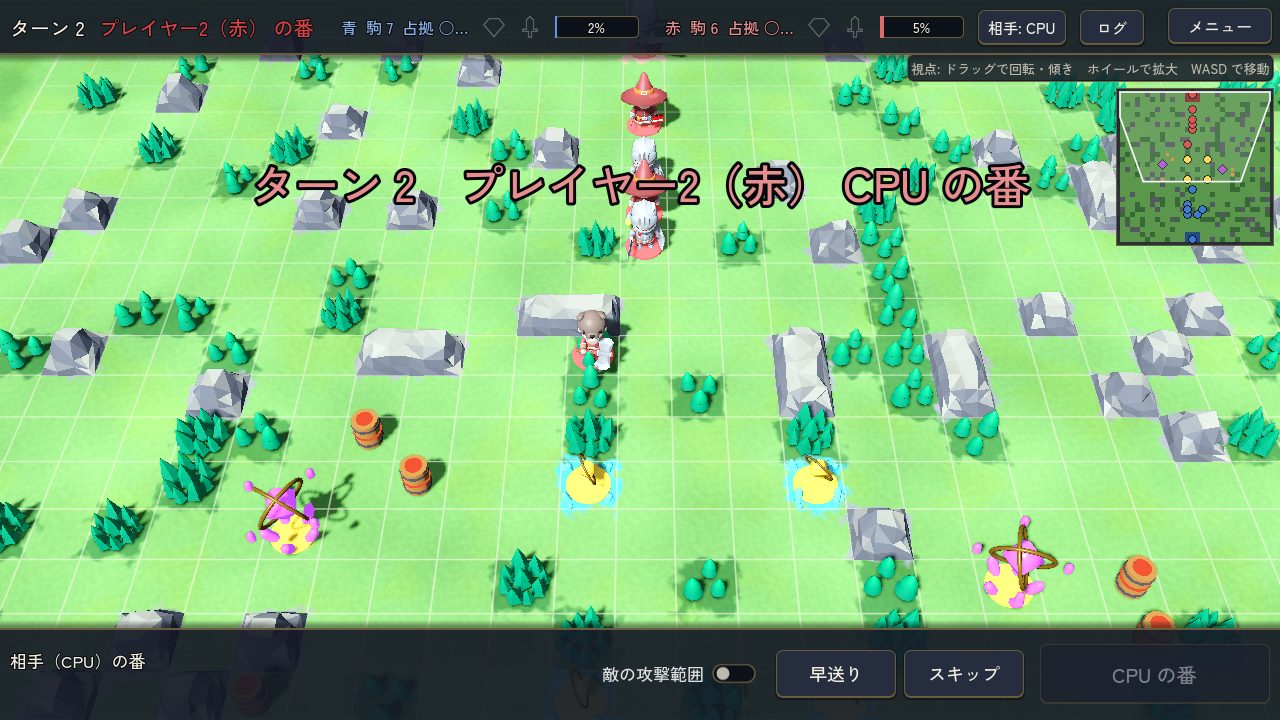 ターン 2 プレイヤー2（赤） の番 青 駒 7 占拠 〇… 2% 赤 駒 6 占拠 〇… 5% 相手: CPU ログ メニュー
視点: ドラッグで回転・傾き ホイールで拡大 WASD で移動
ターン 2 プレイヤー2（赤） CPU の番
相手（CPU）の番 敵の攻撃範囲 早送り スキップ CPU の番